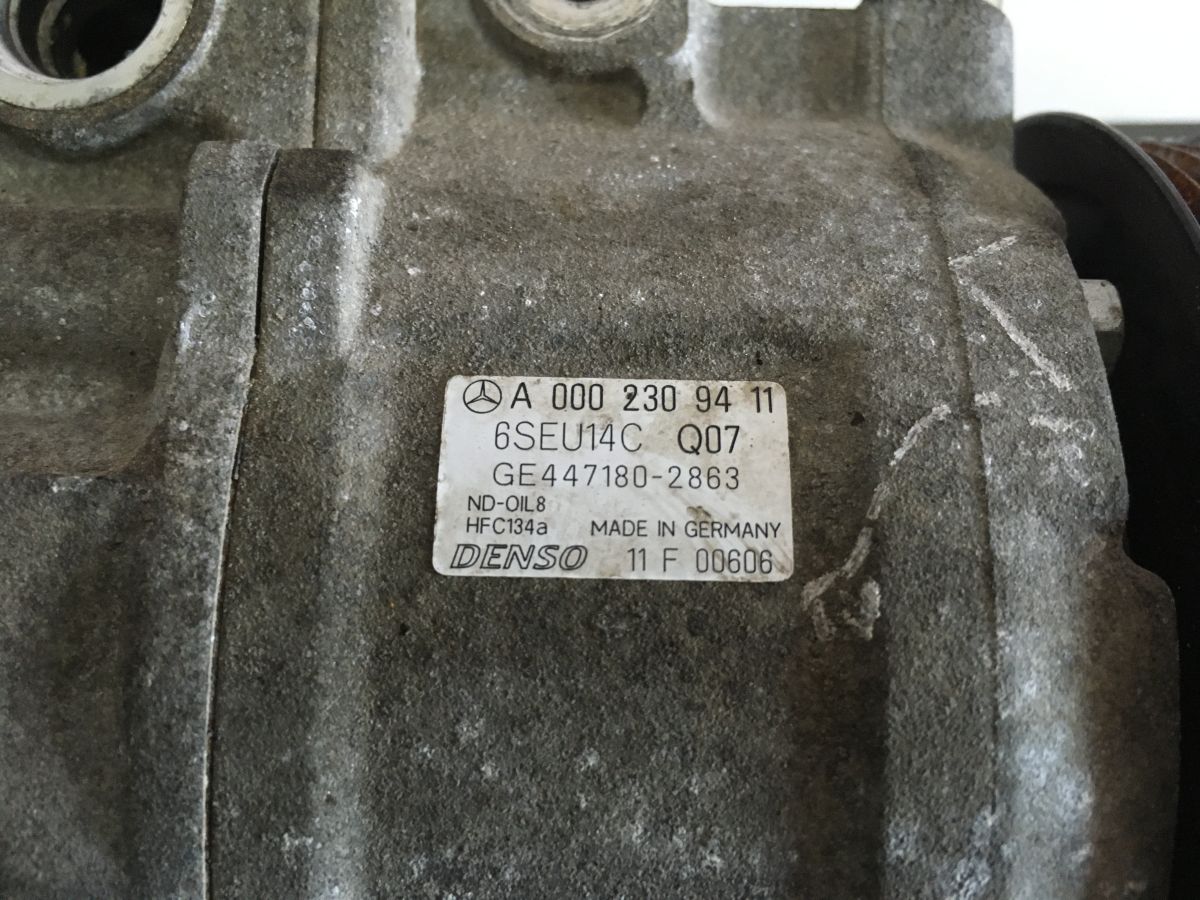 A 000 230 94 11
6SEU14C Q07
GE447180-2863
ND-OIL8
HFC134a MADE IN GERMANY
DENSO 11 F 00606